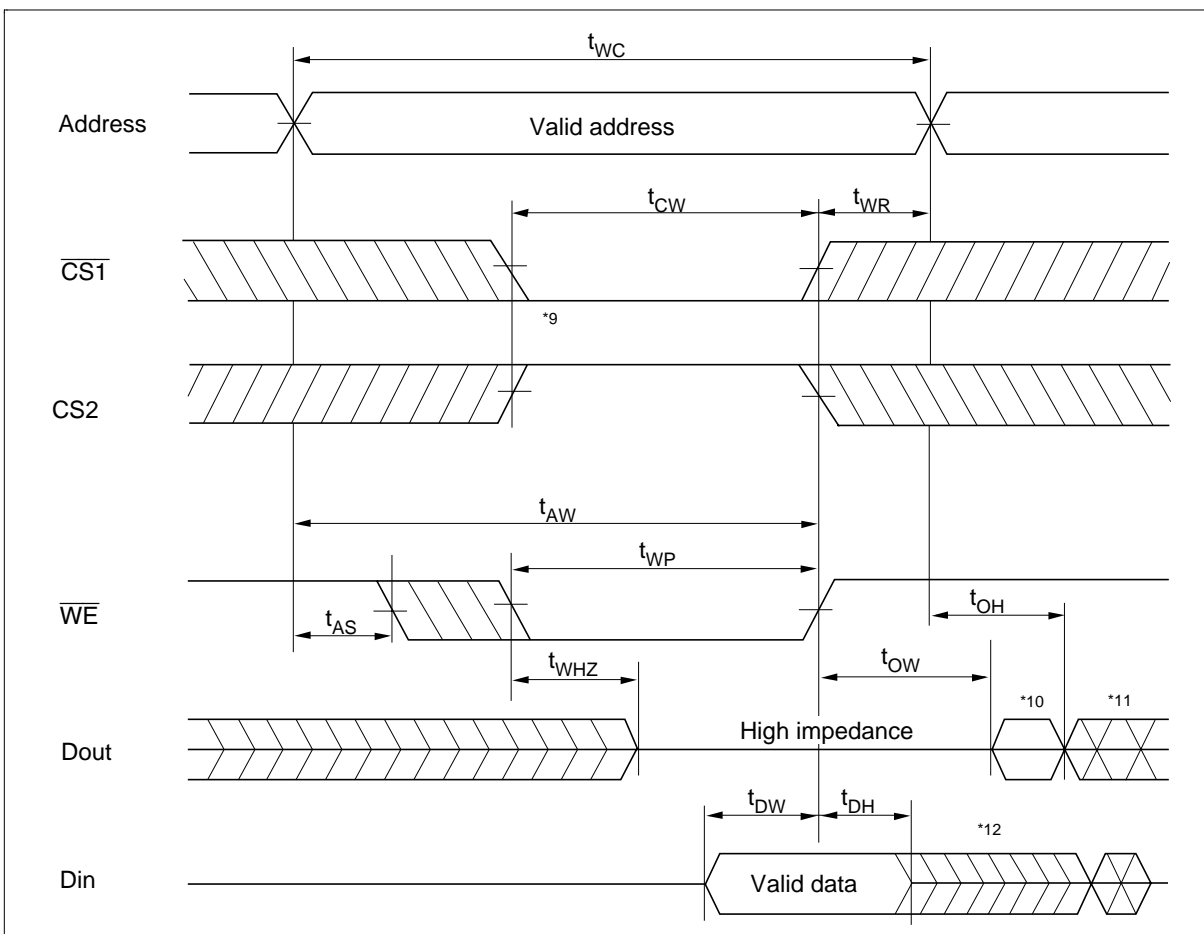 tWC
Address
Valid address
tCW
tWR
CS1
*9
CS2
tAW
tWP
WE
tAS
tOH
tWHZ
tOW
*10
*11
High impedance
Dout
tDW
tDH
*12
Din
Valid data